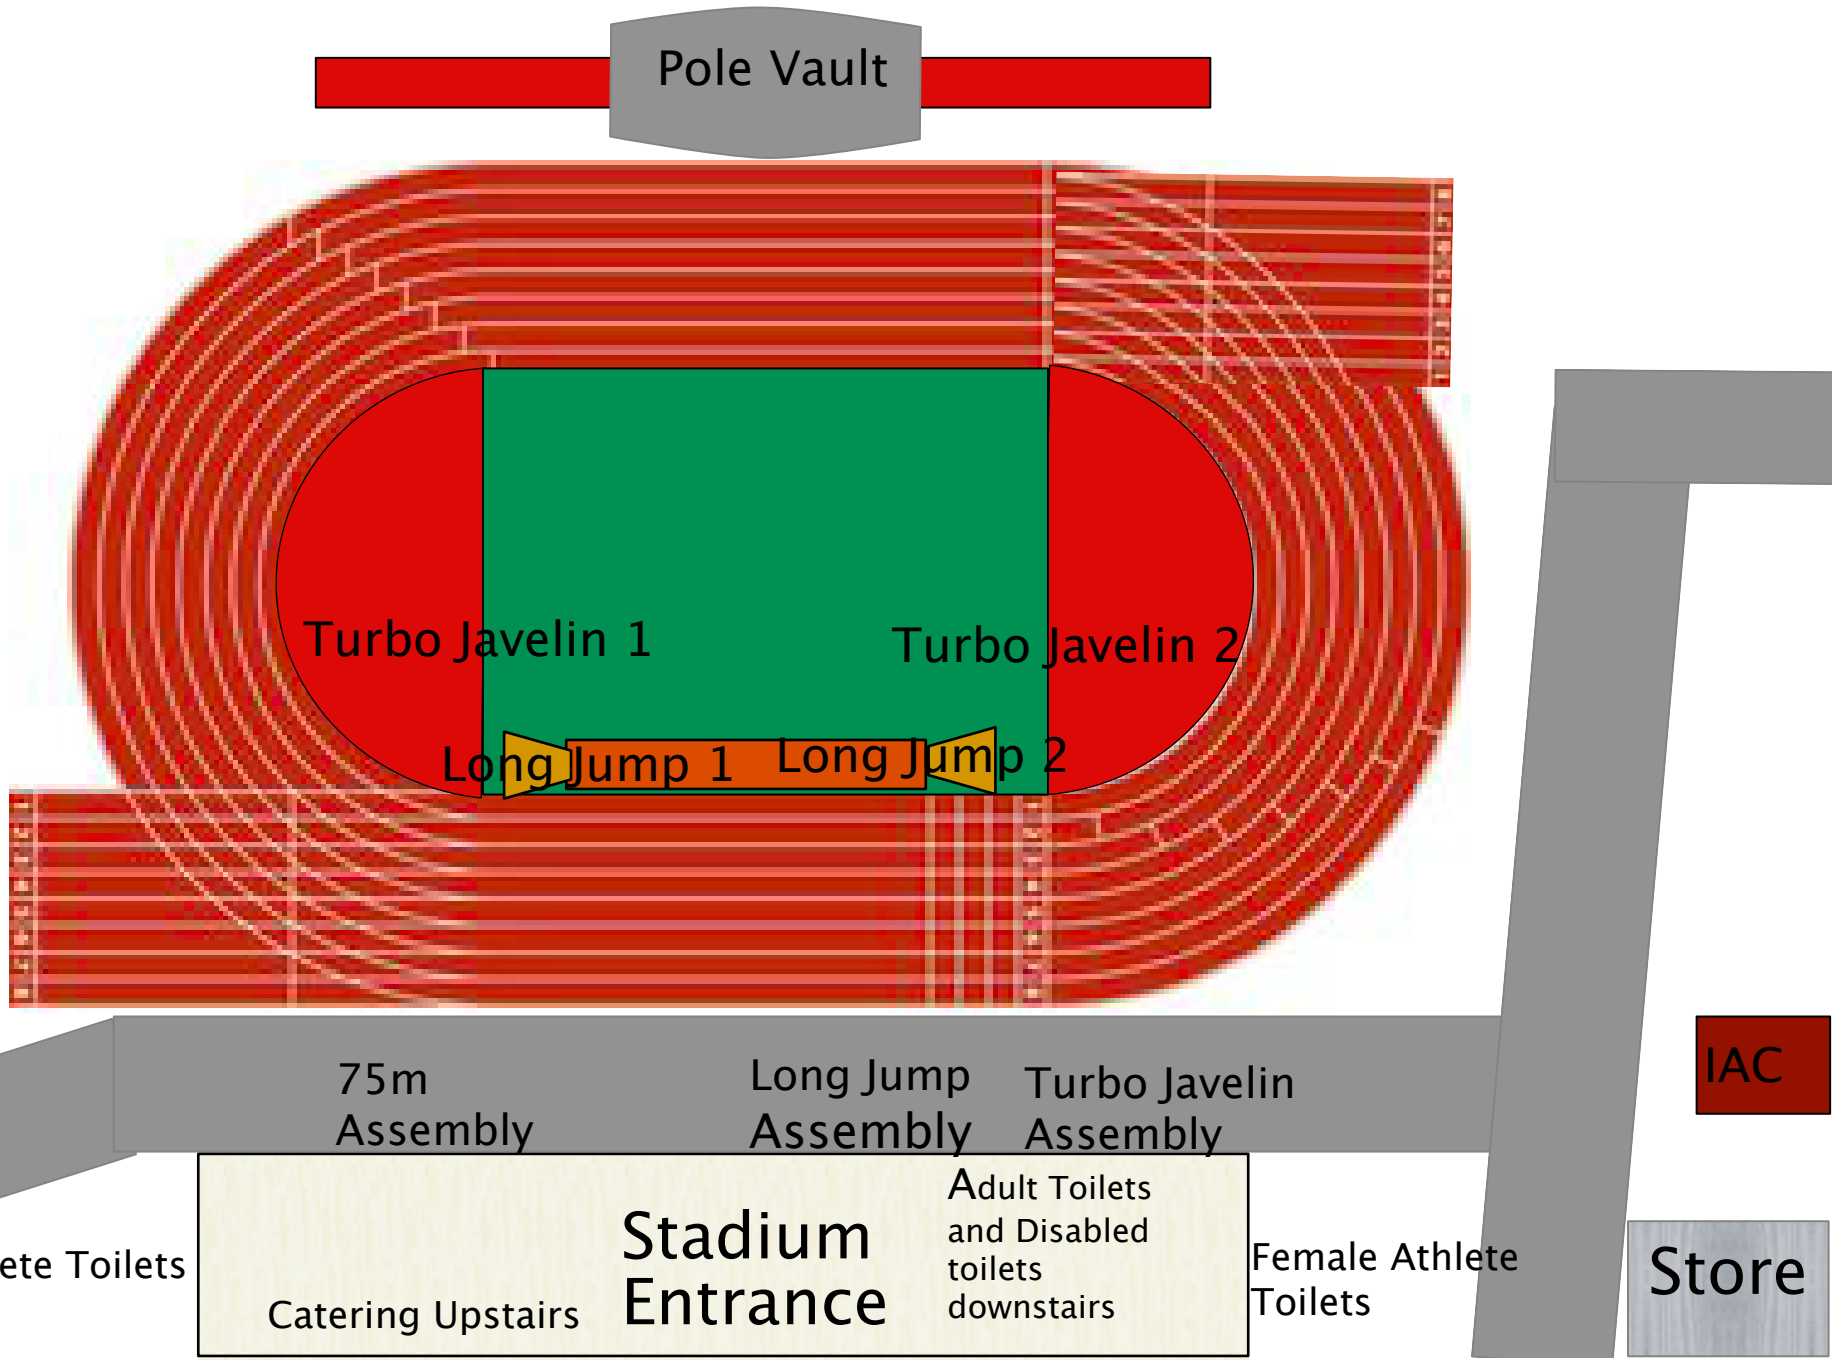 Pole Vault
Turbo Javelin 1
Turbo Javelin 2
Long Jump 1
Long Jump 2
75m
Assembly
Long Jump
Assembly
Turbo Javelin
Assembly
IAC
Adult Toilets
and Disabled
toilets
downstairs
Stadium
Entrance
Catering Upstairs
ete Toilets
Female Athlete
Toilets
Store